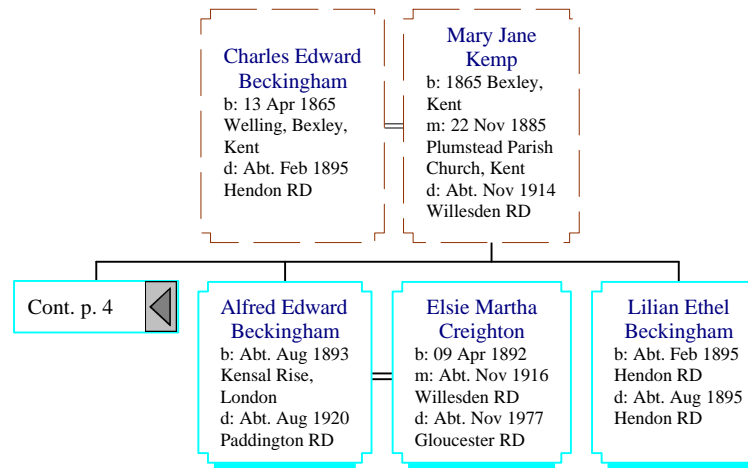 Charles Edward
Beckingham
b: 13 Apr 1865
Welling, Bexley,
Kent
d: Abt. Feb 1895
Hendon RD
Mary Jane
Kemp
b: 1865 Bexley,
Kent
m: 22 Nov 1885
Plumstead Parish
Church, Kent
d: Abt. Nov 1914
Willesden RD
Cont. p. 4
Alfred Edward
Beckingham
b: Abt. Aug 1893
Kensal Rise,
London
d: Abt. Aug 1920
Paddington RD
Elsie Martha
Creighton
b: 09 Apr 1892
m: Abt. Nov 1916
Willesden RD
d: Abt. Nov 1977
Gloucester RD
Lilian Ethel
Beckingham
b: Abt. Feb 1895
Hendon RD
d: Abt. Aug 1895
Hendon RD